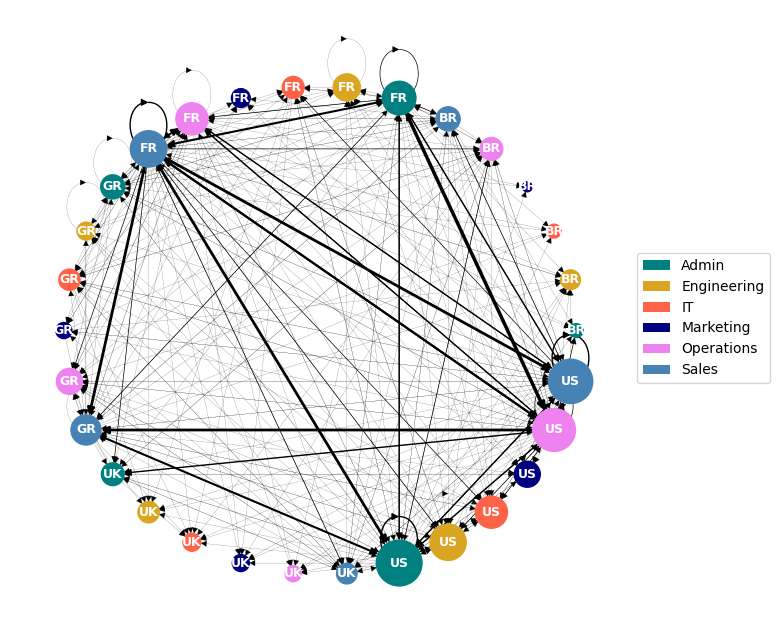 FR
FR
FR
FR
FR
BR
FR
BR
GR
BR
GR
BR
GR
BR
GR
BR
GR
US
GR
US
UK
US
UK
US
UK
US
UK
UK
UK
US
Admin
Engineering
IT
Marketing
Operations
Sales